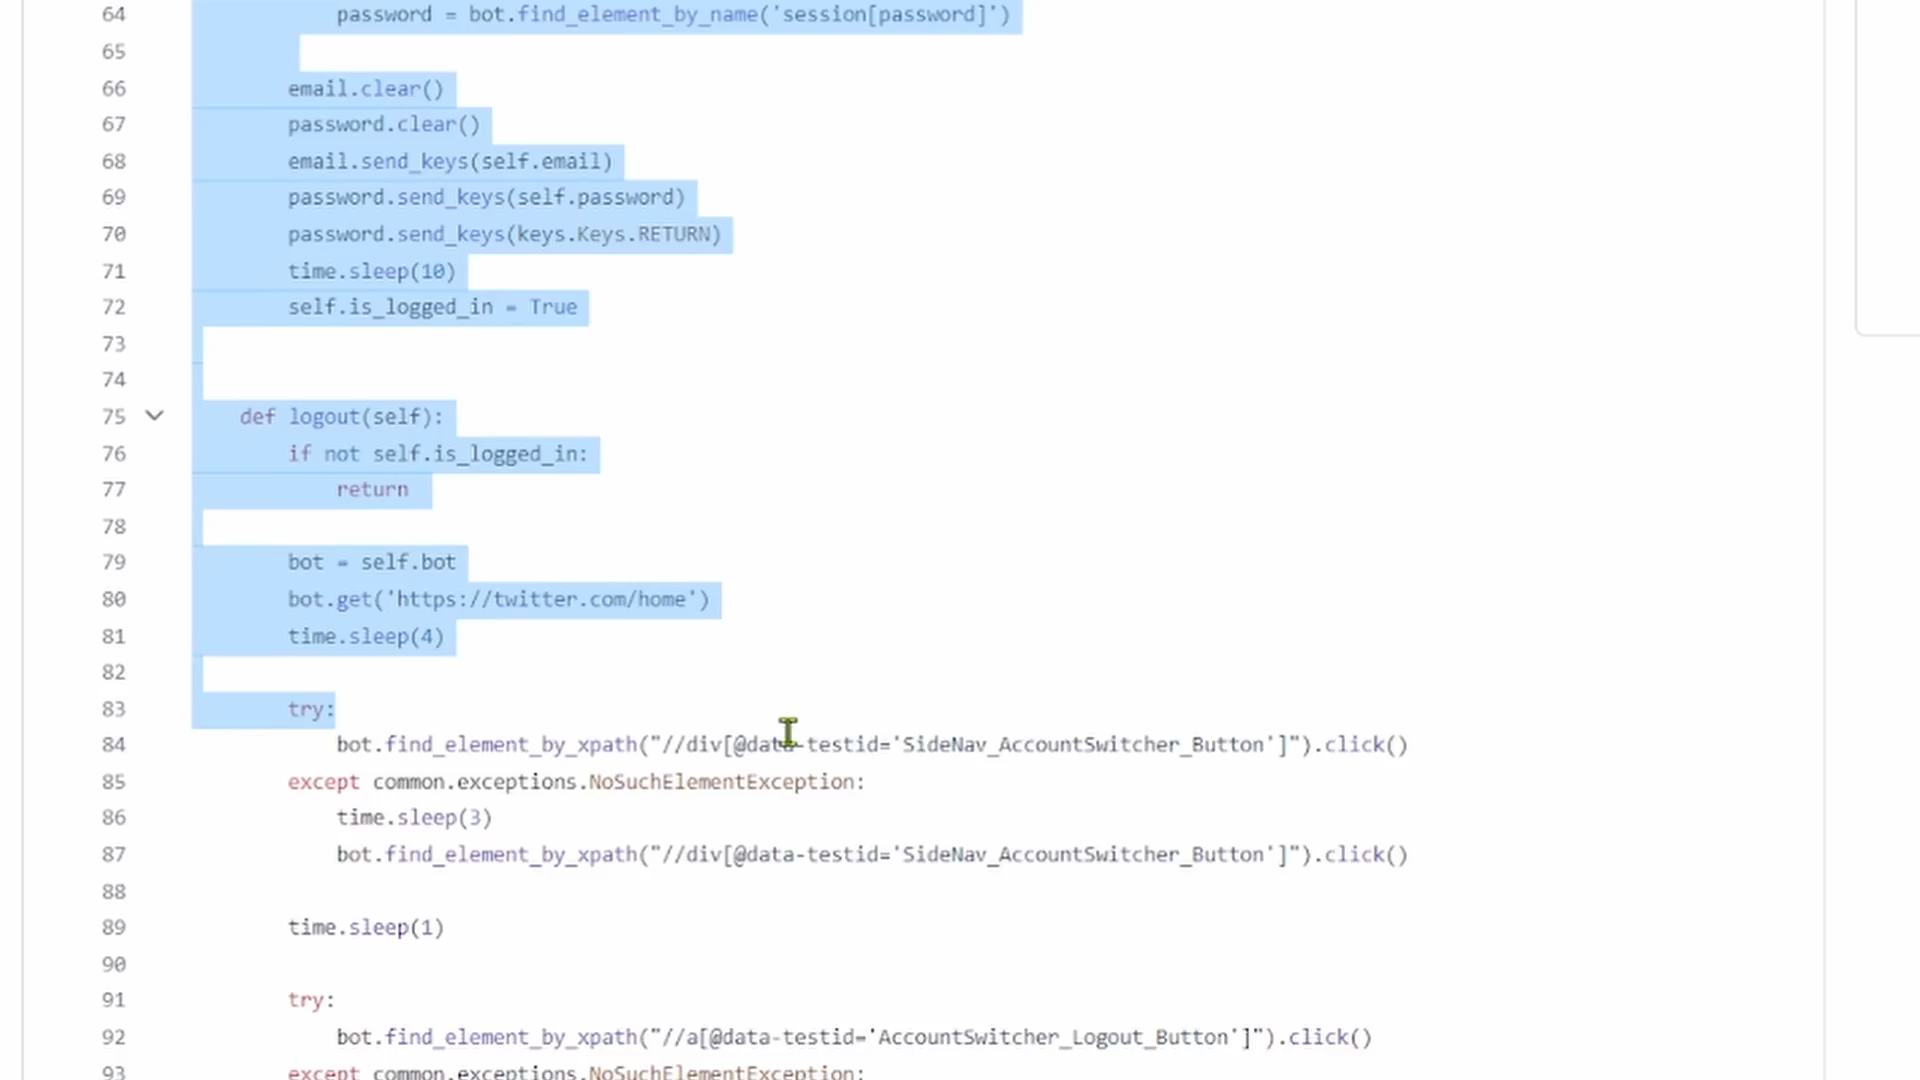 64 password = bot.find_element_by_name('session[password]')
65
66 email.clear()
67 password.clear()
68 email.send_keys(self.email)
69 password.send_keys(self.password)
70 password.send_keys(keys.Keys.RETURN)
71 time.sleep(10)
72 self.is_logged_in = True
73
74
75 def logout(self):
76 if not self.is_logged_in:
77 return
78
79 bot = self.bot
80 bot.get('https://twitter.com/home')
81 time.sleep(4)
82
83 try:
84 bot.find_element_by_xpath("//div[@data-testid='SideNav_AccountSwitcher_Button']").click()
85 except common.exceptions.NoSuchElementException:
86 time.sleep(3)
87 bot.find_element_by_xpath("//div[@data-testid='SideNav_AccountSwitcher_Button']").click()
88
89 time.sleep(1)
90
91 try:
92 bot.find_element_by_xpath("//a[@data-testid='AccountSwitcher_Logout_Button']").click()
93 except common.exceptions.NoSuchElementException: